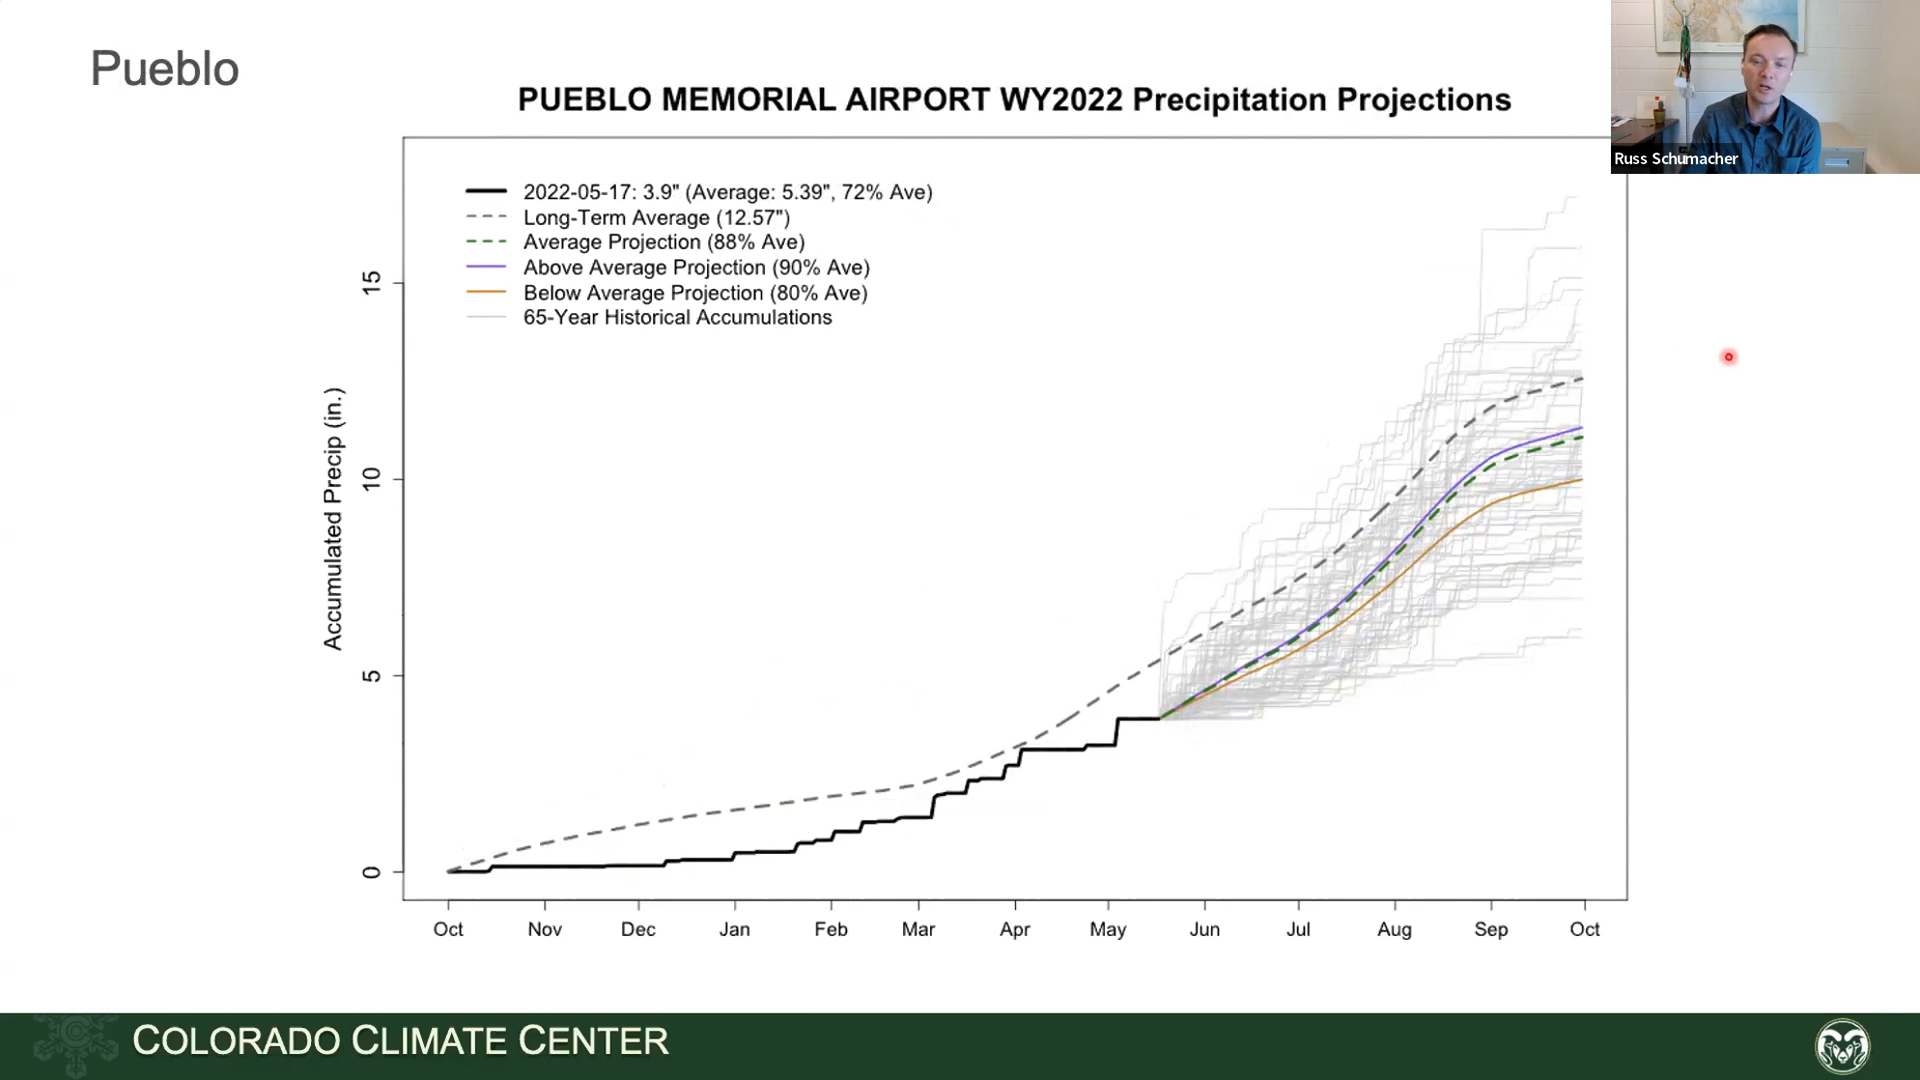 Pueblo
PUEBLO MEMORIAL AIRPORT WY2022 Precipitation Projections
Russ Schumacher
2022-05-17: 3.9" (Average: 5.39", 72% Ave)
Long-Term Average (12.57")
Average Projection (88% Ave)
Above Average Projection (90% Ave)
Below Average Projection (80% Ave)
65-Year Historical Accumulations
Accumulated Precip (in.)
15
10
5
0
Oct Nov Dec Jan Feb Mar Apr May Jun Jul Aug Sep Oct
COLORADO CLIMATE CENTER